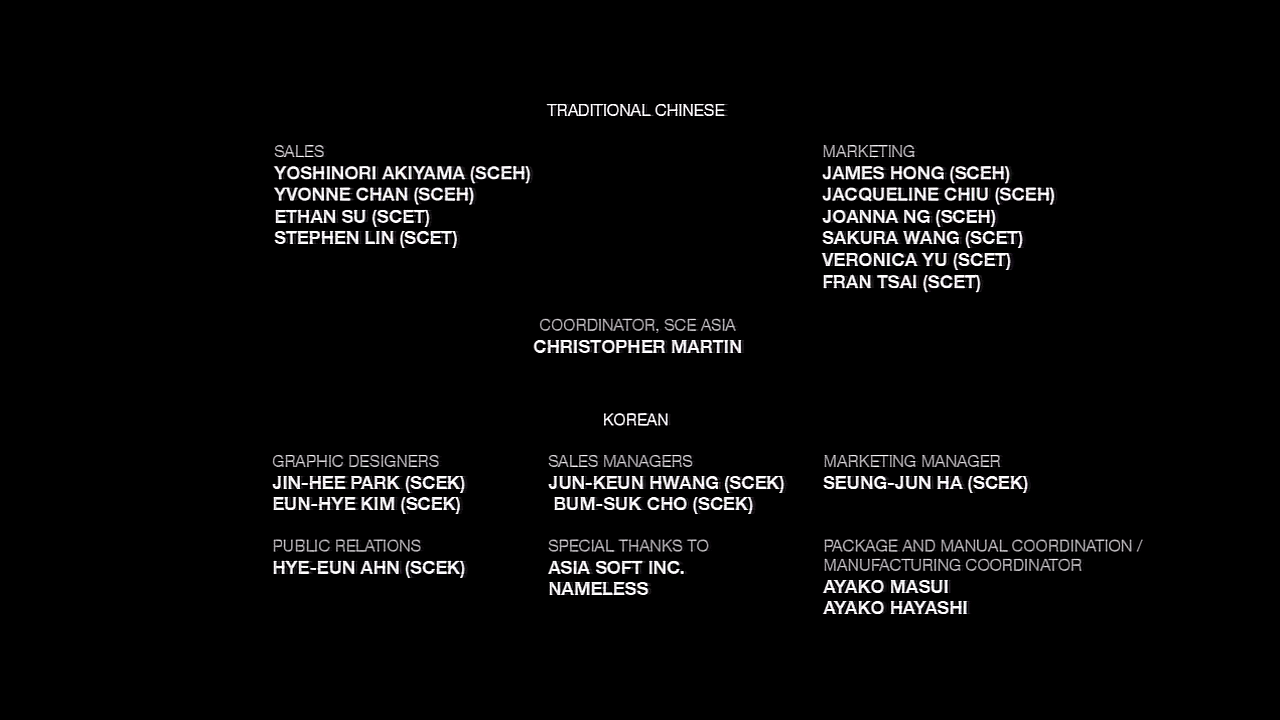 TRADITIONAL CHINESE
SALES
YOSHINORI AKIYAMA (SCEH)
YVONNE CHAN (SCEH)
ETHAN SU (SCET)
STEPHEN LIN (SCET)
MARKETING
JAMES HONG (SCEH)
JACQUELINE CHIU (SCEH)
JOANNA NG (SCEH)
SAKURA WANG (SCET)
VERONICA YU (SCET)
FRAN TSAI (SCET)
COORDINATOR, SCE ASIA
CHRISTOPHER MARTIN
KOREAN
GRAPHIC DESIGNERS
JIN-HEE PARK (SCEK)
EUN-HYE KIM (SCEK)
SALES MANAGERS
JUN-KEUN HWANG (SCEK)
BUM-SUK CHO (SCEK)
MARKETING MANAGER
SEUNG-JUN HA (SCEK)
PUBLIC RELATIONS
HYE-EUN AHN (SCEK)
SPECIAL THANKS TO
ASIA SOFT INC.
NAMELESS
PACKAGE AND MANUAL COORDINATION /
MANUFACTURING COORDINATOR
AYAKO MASUI
AYAKO HAYASHI